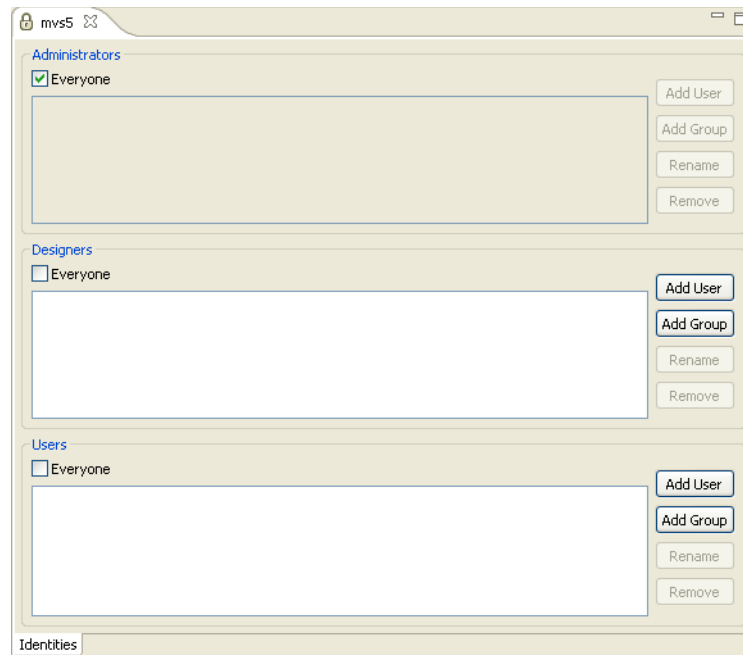 mvs5
Administrators
Everyone
Add User
Add Group
Rename
Remove
Designers
Everyone
Add User
Add Group
Rename
Remove
Users
Everyone
Add User
Add Group
Rename
Remove
Identities